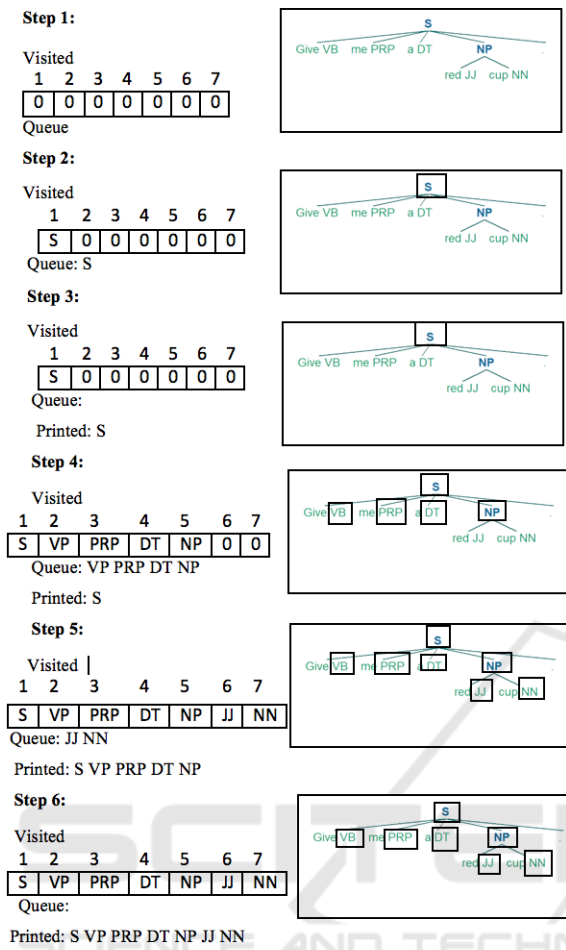 Step 1:
S
Give VB me PRP a DT NP .
red JJ cup NN
Visited
1 2 3 4 5 6 7
0 0 0 0 0 0 0
Queue
Step 2:
S
Give VB me PRP a DT NP .
red JJ cup NN
Visited
1 2 3 4 5 6 7
S 0 0 0 0 0 0
Queue: S
Step 3:
S
Give VB me PRP a DT NP .
red JJ cup NN
Visited
1 2 3 4 5 6 7
S 0 0 0 0 0 0
Queue:
Printed: S
Step 4:
S
Give VB me PRP a DT NP .
red JJ cup NN
Visited
1 2 3 4 5 6 7
S VP PRP DT NP 0 0
Queue: VP PRP DT NP
Printed: S
Step 5:
S
Give VB me PRP a DT NP .
red JJ cup NN
Visited |
1 2 3 4 5 6 7
S VP PRP DT NP JJ NN
Queue: JJ NN
Printed: S VP PRP DT NP
Step 6:
S
Give VB me PRP a DT NP .
red JJ cup NN
Visited
1 2 3 4 5 6 7
S VP PRP DT NP JJ NN
Queue:
Printed: S VP PRP DT NP JJ NN